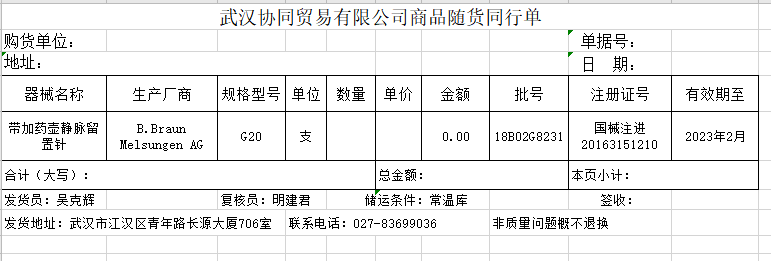 武汉协同贸易有限公司商品随货同行单
购货单位: 单据号:
地址: 日 期:
器械名称 生产厂商 规格型号 单位 数量 单价 金额 批号 注册证号 有效期至
带加药壶静脉留置针 B.Braun Melsungen AG G20 支 0.00 18B02G8231 国械注进20163151210 2023年2月
合计（大写）: 总金额: 本页小计:
发货员: 吴克辉 复核员: 明建君 储运条件: 常温库 签收:
发货地址: 武汉市江汉区青年路长源大厦706室 联系电话: 027-83699036 非质量问题概不退换